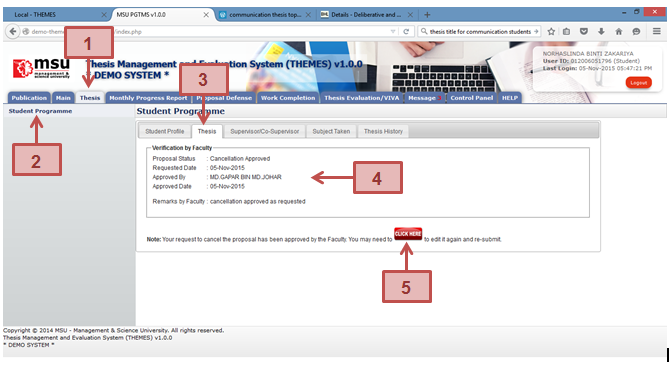 Local - THEMES
MSU PGTMS v1.0.0
communication thesis top...
Details - Deliberative and ...
demo-the
index.php
thesis title for communication students
msu
management &
science university
Thesis Management and Evaluation System (THEMES) v1.0.0
* DEMO SYSTEM *
NORHASLINDA BINTI ZAKARIYA
User ID: 012006051796 (Student)
Last Login: 05-Nov-2015 05:47:21 PM
Logout
1
3
Publication Main Thesis Monthly Progress Report Proposal Defense Work Completion Thesis Evaluation/VIVA Message Control Panel HELP
Student Programme
Student Programme
2
Student Profile Thesis Supervisor/Co-Supervisor Subject Taken Thesis History
Verification by Faculty
Proposal Status : Cancellation Approved
Requested Date : 05-Nov-2015
Approved By : MD.GAPAR BIN MD.JOHAR
Approved Date : 05-Nov-2015
4
Remarks by Faculty : cancellation approved as requested
Note: Your request to cancel the proposal has been approved by the Faculty. You may need to CLICK HERE to edit it again and re-submit.
5
Copyright © 2014 MSU - Management & Science University. All rights reserved.
Thesis Management and Evaluation System (THEMES) v1.0.0
* DEMO SYSTEM *